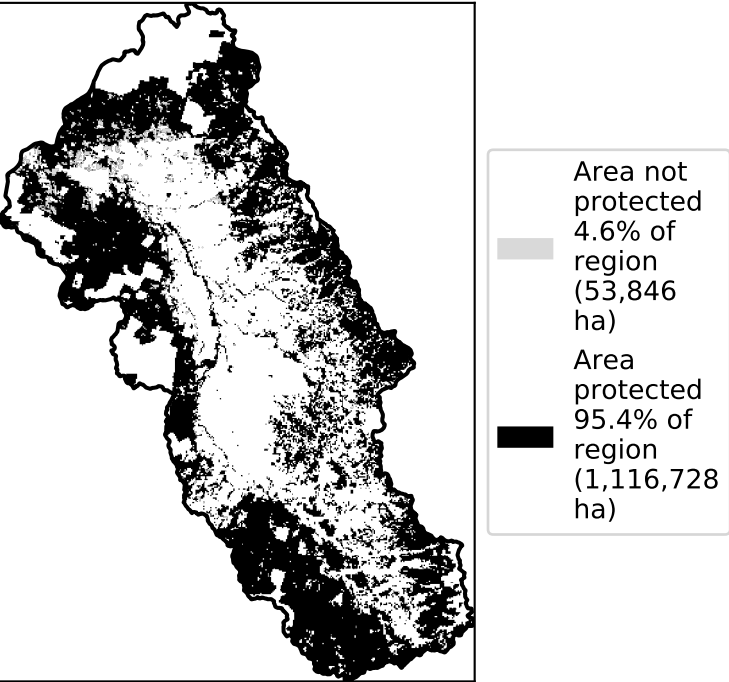 Area not
protected
4.6% of
region
(53,846
ha)
Area
protected
95.4% of
region
(1,116,728
ha)